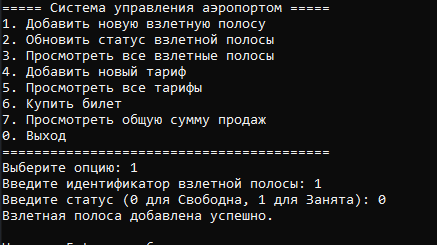 ===== Система управления аэропортом =====
1. Добавить новую взлетную полосу
2. Обновить статус взлетной полосы
3. Просмотреть все взлетные полосы
4. Добавить новый тариф
5. Просмотреть все тарифы
6. Купить билет
7. Просмотреть общую сумму продаж
0. Выход
=========================================
Выберите опцию: 1
Введите идентификатор взлетной полосы: 1
Введите статус (0 для Свободна, 1 для Занята): 0
Взлетная полоса добавлена успешно.